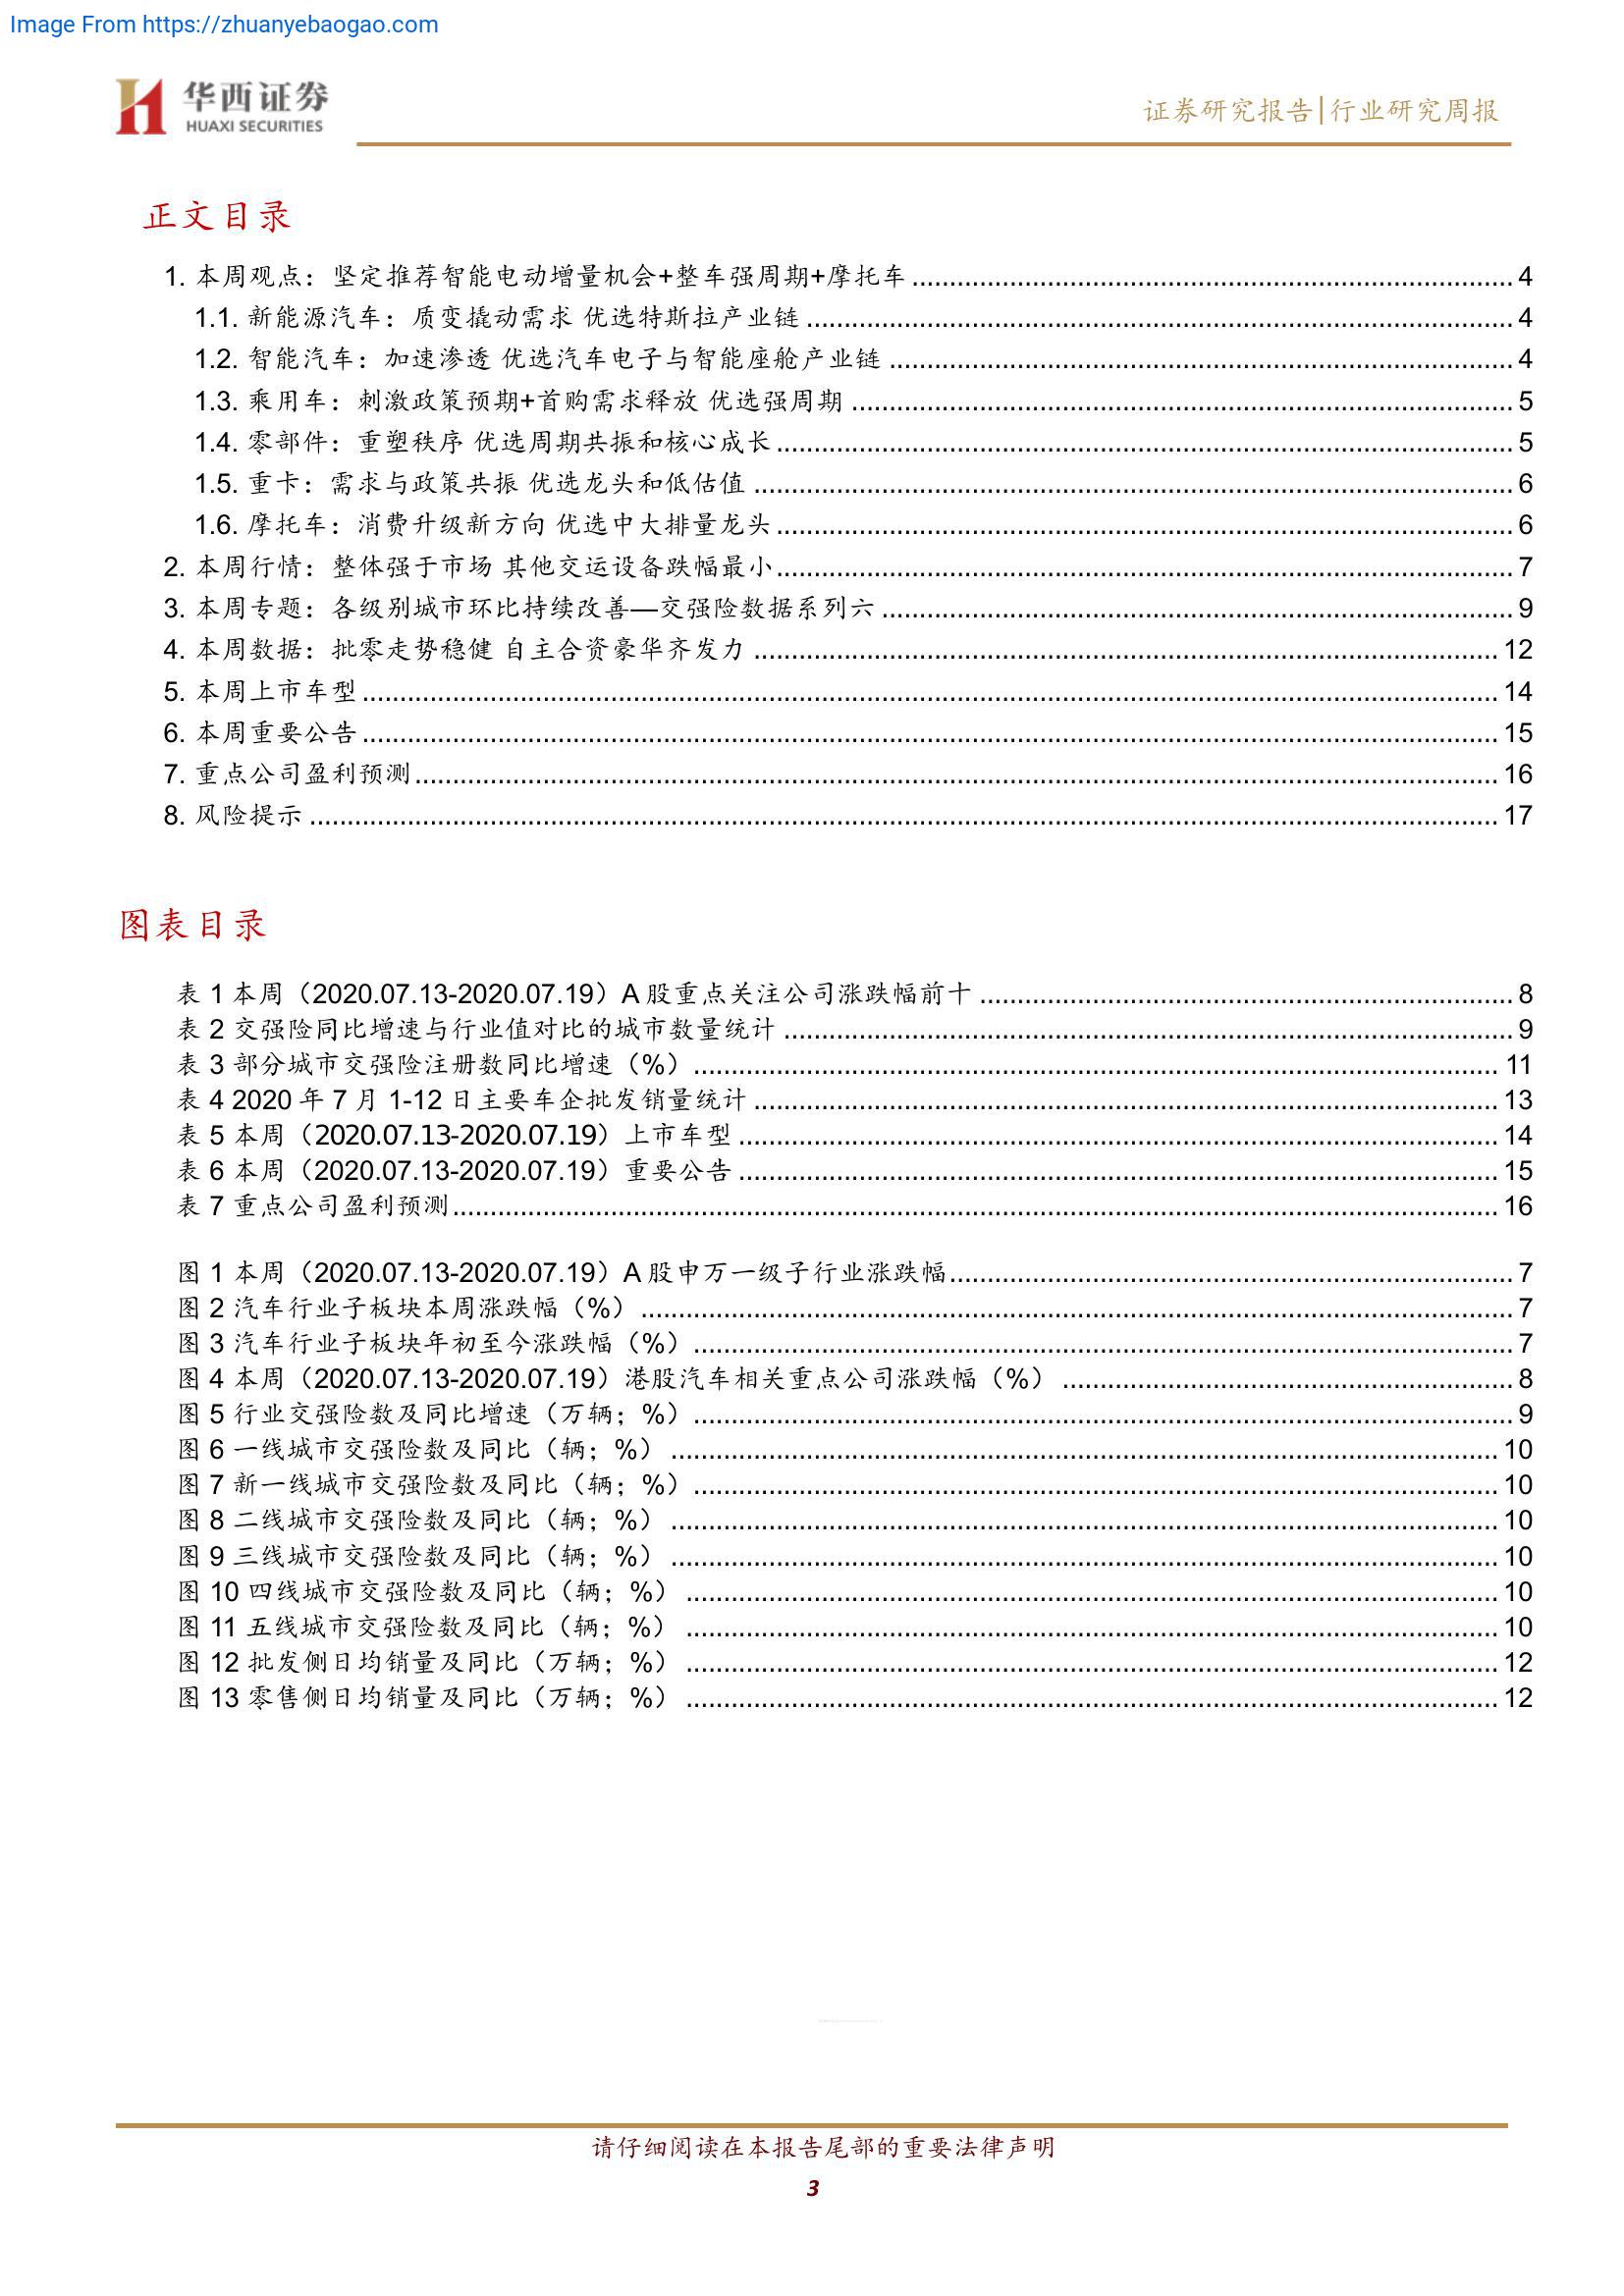 Image From https://zhuanyebaogao.com
华西证券
HUAXI SECURITIES
证券研究报告|行业研究周报
正文目录
1. 本周观点：坚定推荐智能电动增量机会+整车强周期+摩托车 4
1.1. 新能源汽车：质变撬动需求 优选特斯拉产业链 4
1.2. 智能汽车：加速渗透 优选汽车电子与智能座舱产业链 4
1.3. 乘用车：刺激政策预期+首购需求释放 优选强周期 5
1.4. 零部件：重塑秩序 优选周期共振和核心成长 5
1.5. 重卡：需求与政策共振 优选龙头和低估值 6
1.6. 摩托车：消费升级新方向 优选中大排量龙头 6
2. 本周行情：整体强于市场 其他交运设备跌幅最小 7
3. 本周专题：各级别城市环比持续改善—交强险数据系列六 9
4. 本周数据：批零走势稳健 自主合资豪华齐发力 12
5. 本周上市车型 14
6. 本周重要公告 15
7. 重点公司盈利预测 16
8. 风险提示 17
图表目录
表 1 本周（2020.07.13-2020.07.19）A 股重点关注公司涨跌幅前十 8
表 2 交强险同比增速与行业值对比的城市数量统计 9
表 3 部分城市交强险注册数同比增速（%） 11
表 4 2020 年 7 月 1-12 日主要车企批发销量统计 13
表 5 本周（2020.07.13-2020.07.19）上市车型 14
表 6 本周（2020.07.13-2020.07.19）重要公告 15
表 7 重点公司盈利预测 16
图 1 本周（2020.07.13-2020.07.19）A 股申万一级子行业涨跌幅 7
图 2 汽车行业子板块本周涨跌幅（%） 7
图 3 汽车行业子板块年初至今涨跌幅（%） 7
图 4 本周（2020.07.13-2020.07.19）港股汽车相关重点公司涨跌幅（%） 8
图 5 行业交强险数及同比增速（万辆；%） 9
图 6 一线城市交强险数及同比（辆；%） 10
图 7 新一线城市交强险数及同比（辆；%） 10
图 8 二线城市交强险数及同比（辆；%） 10
图 9 三线城市交强险数及同比（辆；%） 10
图 10 四线城市交强险数及同比（辆；%） 10
图 11 五线城市交强险数及同比（辆；%） 10
图 12 批发侧日均销量及同比（万辆；%） 12
图 13 零售侧日均销量及同比（万辆；%） 12
请仔细阅读在本报告尾部的重要法律声明
3